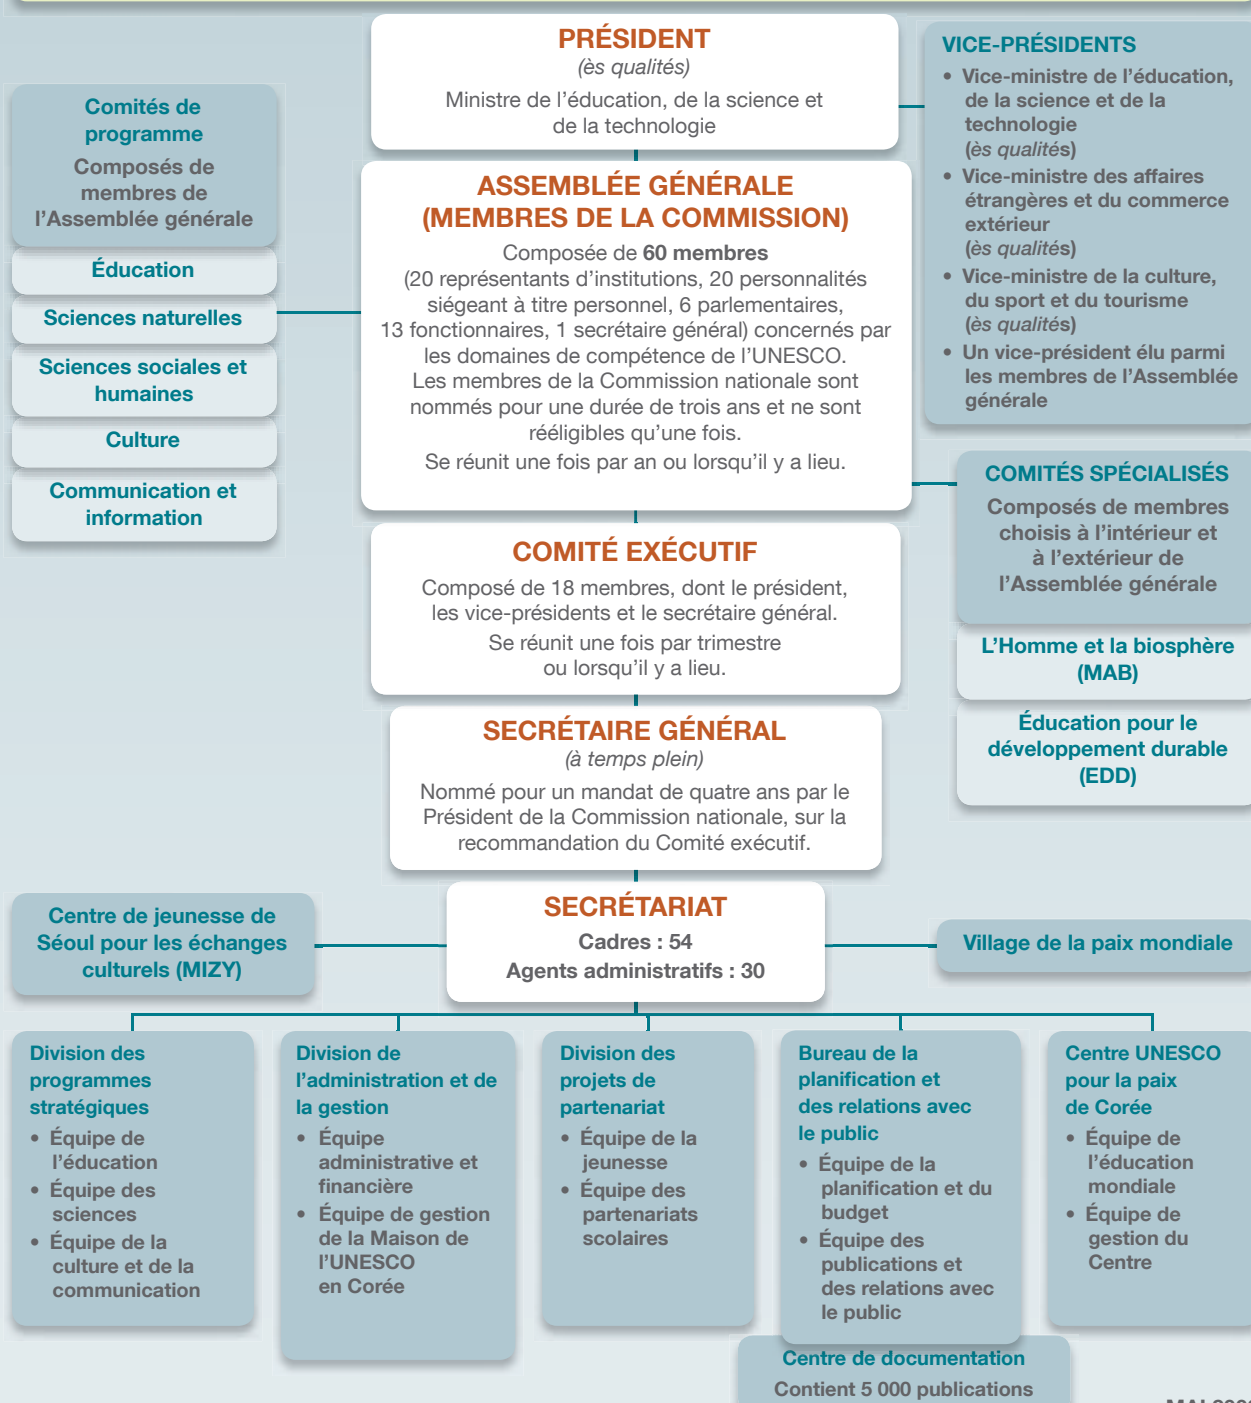 PRÉSIDENT
(ès qualités)
Ministre de l’éducation, de la science et
de la technologie
VICE-PRÉSIDENTS
• Vice-ministre de l’éducation,
de la science et de la
technologie
(ès qualités)
• Vice-ministre des affaires
étrangères et du commerce
extérieur
(ès qualités)
• Vice-ministre de la culture,
du sport et du tourisme
(ès qualités)
• Un vice-président élu parmi
les membres de l’Assemblée
générale
Comités de
programme
Composés de
membres de
l’Assemblée générale
Éducation
Sciences naturelles
Sciences sociales et
humaines
Culture
Communication et
information
ASSEMBLÉE GÉNÉRALE
(MEMBRES DE LA COMMISSION)
Composée de 60 membres
(20 représentants d’institutions, 20 personnalités
siégeant à titre personnel, 6 parlementaires,
13 fonctionnaires, 1 secrétaire général) concernés par
les domaines de compétence de l’UNESCO.
Les membres de la Commission nationale sont
nommés pour une durée de trois ans et ne sont
rééligibles qu’une fois.
Se réunit une fois par an ou lorsqu’il y a lieu.
COMITÉS SPÉCIALISÉS
Composés de membres
choisis à l’intérieur et
à l’extérieur de
l’Assemblée générale
L’Homme et la biosphère
(MAB)
Éducation pour le
développement durable
(EDD)
COMITÉ EXÉCUTIF
Composé de 18 membres, dont le président,
les vice-présidents et le secrétaire général.
Se réunit une fois par trimestre
ou lorsqu’il y a lieu.
SECRÉTAIRE GÉNÉRAL
(à temps plein)
Nommé pour un mandat de quatre ans par le
Président de la Commission nationale, sur la
recommandation du Comité exécutif.
Centre de jeunesse de
Séoul pour les échanges
culturels (MIZY)
SECRÉTARIAT
Cadres : 54
Agents administratifs : 30
Village de la paix mondiale
Division des
programmes
stratégiques
• Équipe de
l’éducation
• Équipe des
sciences
• Équipe de la
culture et de la
communication
Division de
l’administration et de
la gestion
• Équipe
administrative et
financière
• Équipe de gestion
de la Maison de
l’UNESCO
en Corée
Division des
projets de
partenariat
• Équipe de la
jeunesse
• Équipe des
partenariats
scolaires
Bureau de la
planification et
des relations avec
le public
• Équipe de la
planification et du
budget
• Équipe des
publications et
des relations avec
le public
Centre UNESCO
pour la paix
de Corée
• Équipe de
l’éducation
mondiale
• Équipe de
gestion du
Centre
Centre de documentation
Contient 5 000 publications